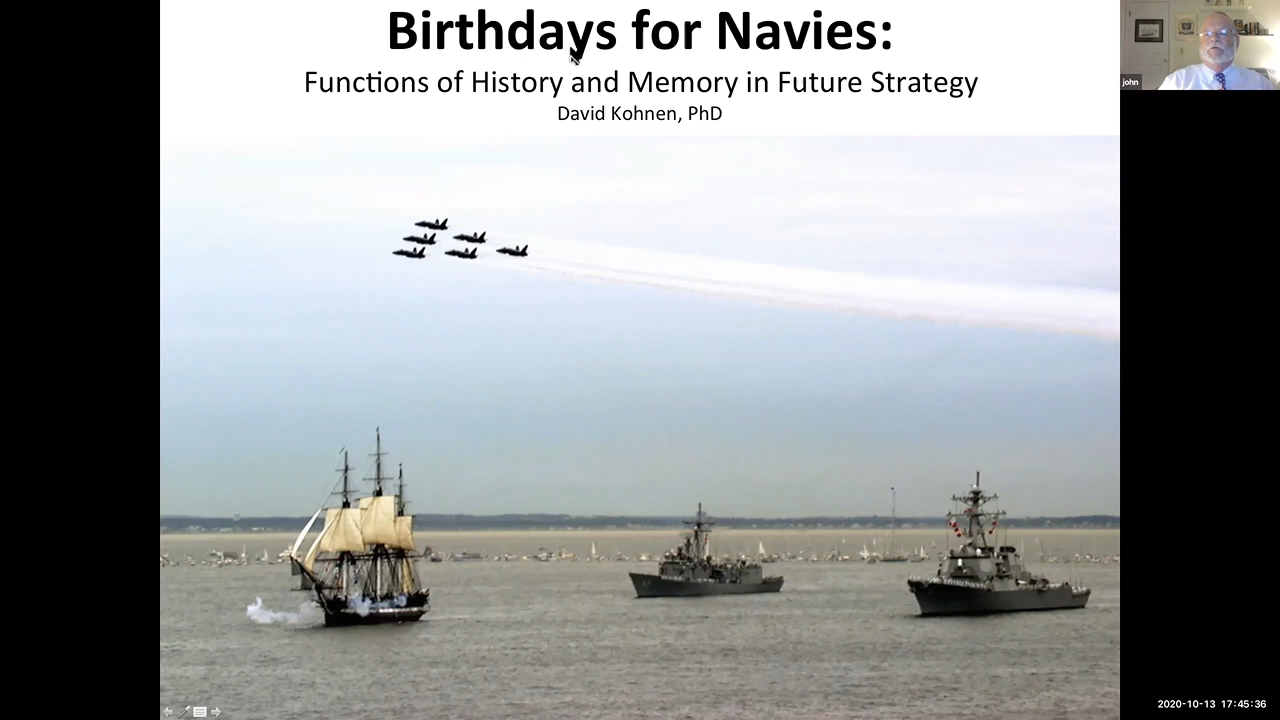 Birthdays for Navies:
Functions of History and Memory in Future Strategy
David Kohnen, PhD
john
2020-10-13 17:45:36